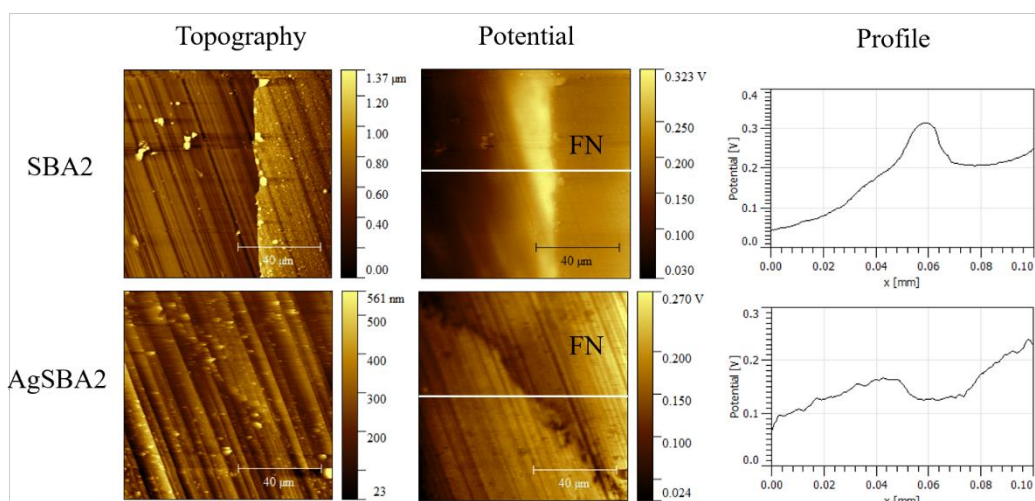 Topography
Potential
Profile
SBA2
1.37 μm
1.20
1.00
0.80
0.60
0.40
0.00
40 μm
FN
40 μm
0.323 V
0.250
0.200
0.150
0.100
0.030
Potential [V]
0.4
0.3
0.2
0.1
0.0
0.00 0.02 0.04 0.06 0.08 0.10
x [mm]
AgSBA2
561 nm
500
400
300
200
23
40 μm
FN
40 μm
0.270 V
0.200
0.150
0.100
0.024
Potential [V]
0.3
0.2
0.1
0.0
0.00 0.02 0.04 0.06 0.08 0.10
x [mm]